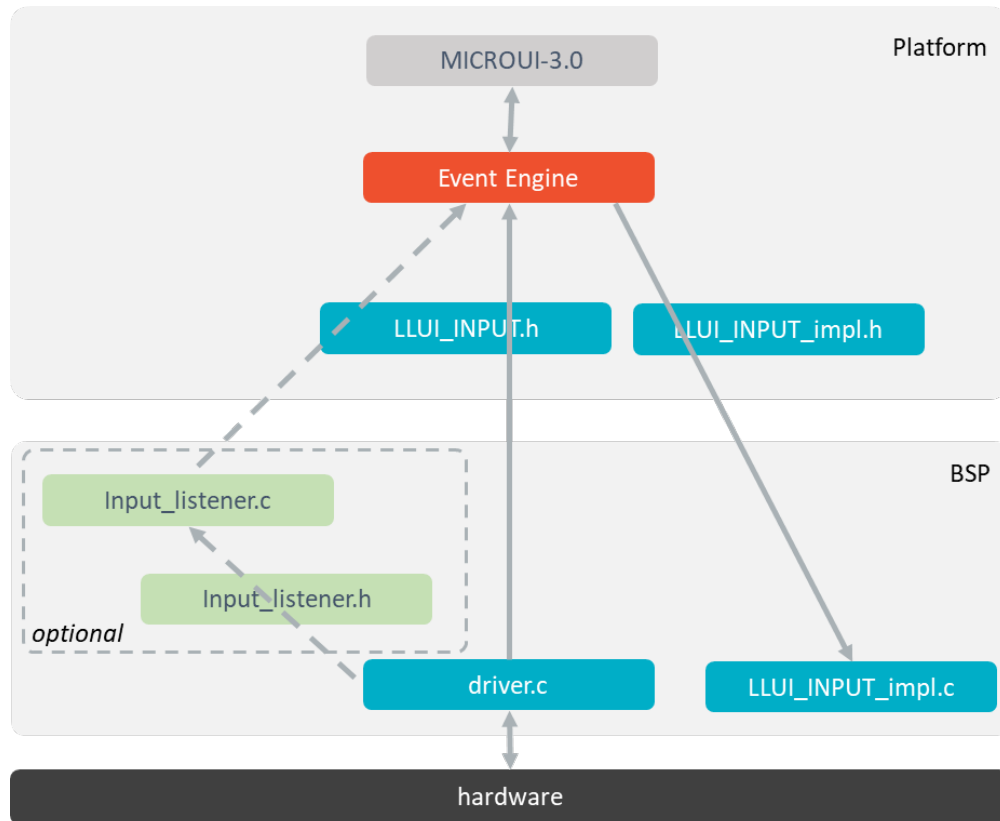 Platform
MICROUI-3.0
Event Engine
LLUI_INPUT.h
LLUI_INPUT_impl.h
BSP
Input_listener.c
Input_listener.h
optional
driver.c
LLUI_INPUT_impl.c
hardware